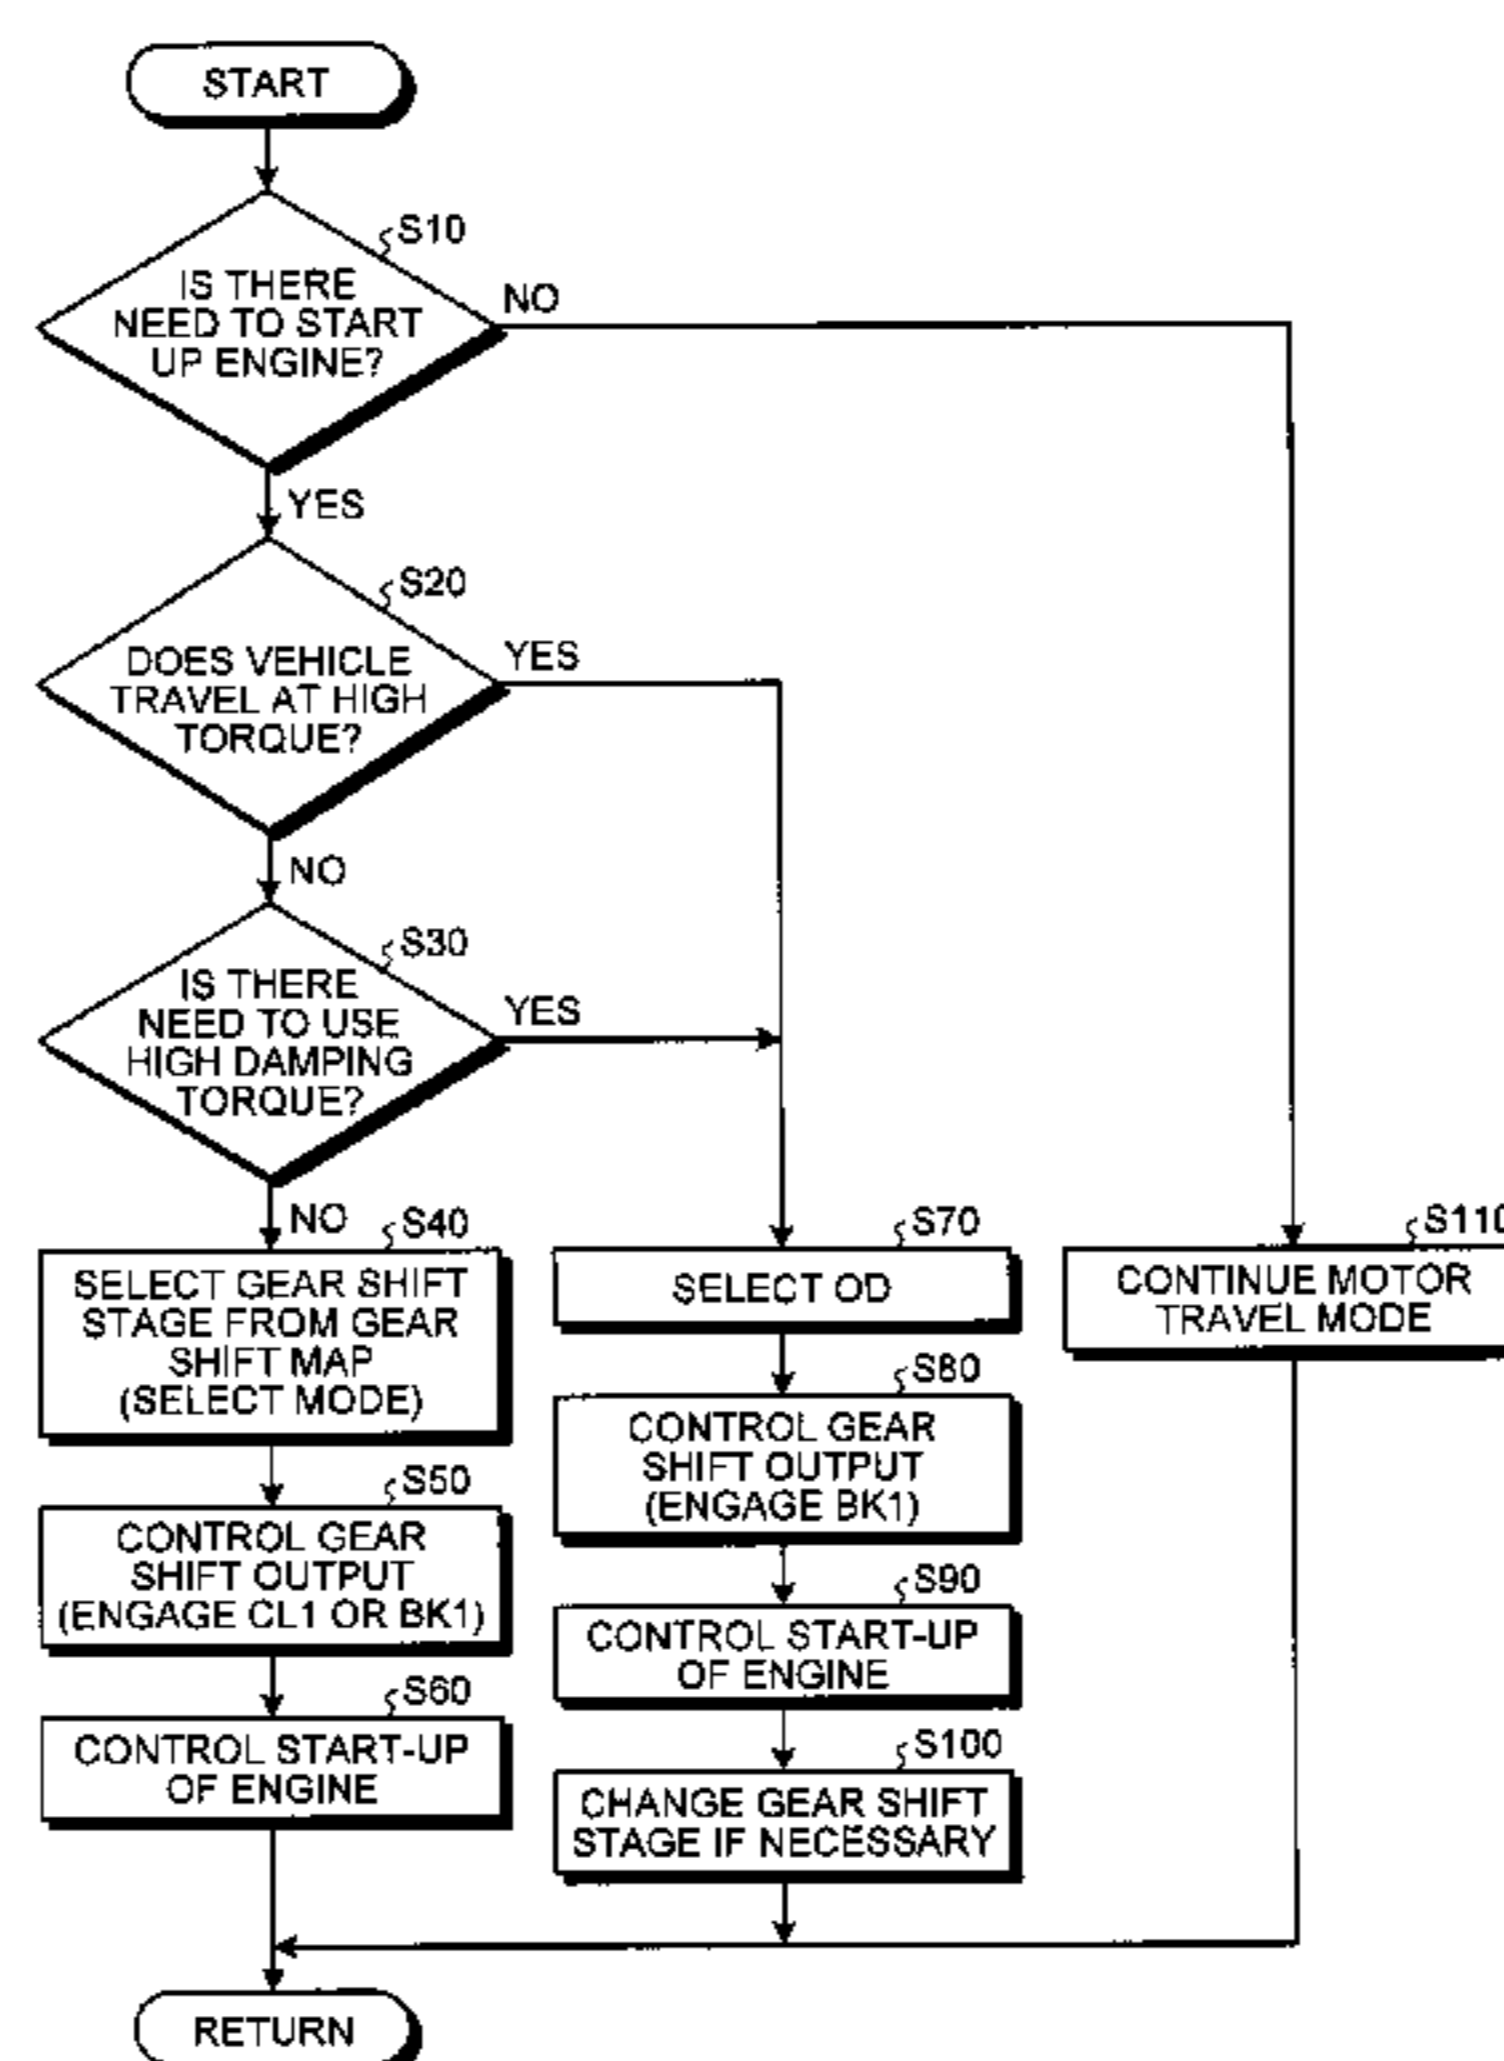 START
S10
IS THERE
NEED TO START
UP ENGINE?
NO
YES
S20
DOES VEHICLE
TRAVEL AT HIGH
TORQUE?
YES
NO
S30
IS THERE
NEED TO USE
HIGH DAMPING
TORQUE?
YES
NO
S40
SELECT GEAR SHIFT
STAGE FROM GEAR
SHIFT MAP
(SELECT MODE)
S50
CONTROL GEAR
SHIFT OUTPUT
(ENGAGE CL1 OR BK1)
S60
CONTROL START-UP
OF ENGINE
S70
SELECT OD
S80
CONTROL GEAR
SHIFT OUTPUT
(ENGAGE BK1)
S90
CONTROL START-UP
OF ENGINE
S100
CHANGE GEAR SHIFT
STAGE IF NECESSARY
S110
CONTINUE MOTOR
TRAVEL MODE
RETURN